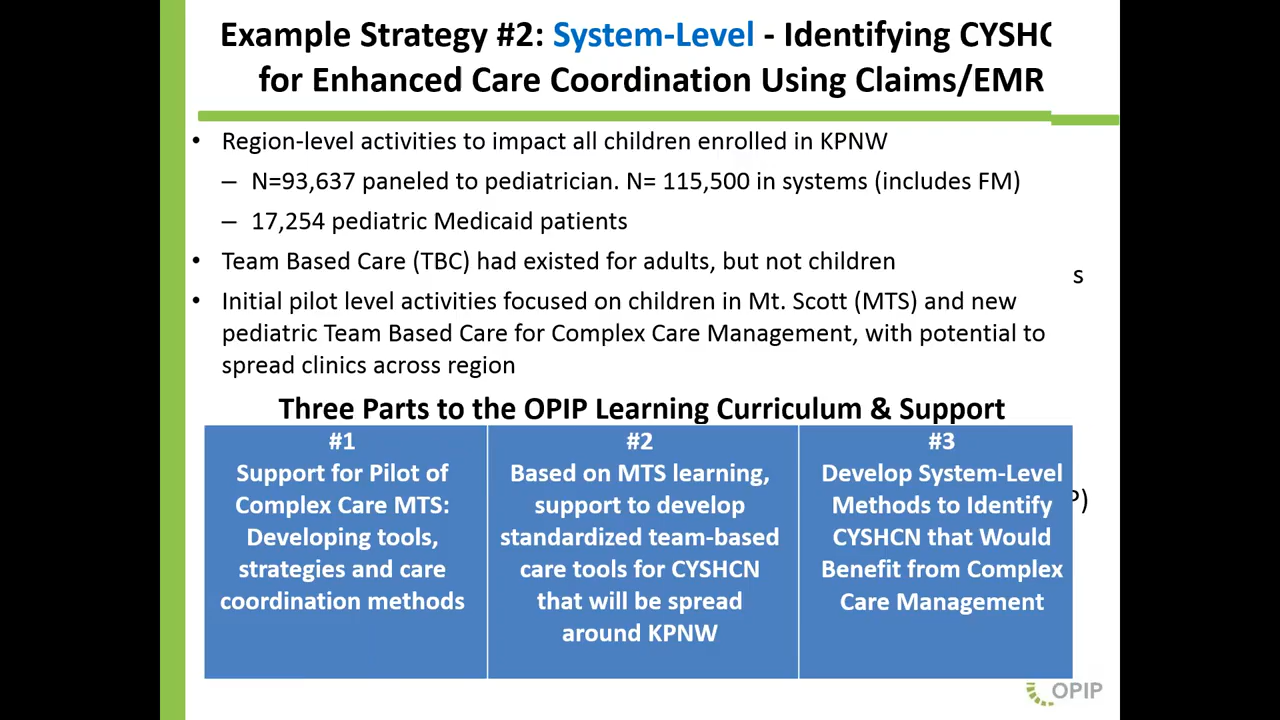 Example Strategy #2: System-Level - Identifying CYSHC
for Enhanced Care Coordination Using Claims/EMR
• Region-level activities to impact all children enrolled in KPNW
– N=93,637 paneled to pediatrician. N= 115,500 in systems (includes FM)
– 17,254 pediatric Medicaid patients
• Team Based Care (TBC) had existed for adults, but not children
s
• Initial pilot level activities focused on children in Mt. Scott (MTS) and new
pediatric Team Based Care for Complex Care Management, with potential to
spread clinics across region
Three Parts to the OPIP Learning Curriculum & Support
#1
Support for Pilot of
Complex Care MTS:
Developing tools,
strategies and care
coordination methods
#2
Based on MTS learning,
support to develop
standardized team-based
care tools for CYSHCN
that will be spread
around KPNW
#3
Develop System-Level
Methods to Identify
CYSHCN that Would
Benefit from Complex
Care Management
P)
OPIP